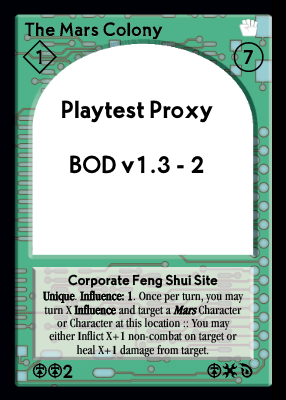 The Mars Colony
1
7
Playtest Proxy
BOD v1.3 - 2
Corporate Feng Shui Site
Unique. Influence: 1. Once per turn, you may
turn X Influence and target a Mars Character
or Character at this location :: You may
either Inflict X+1 non-combat on target or
heal X+1 damage from target.
2